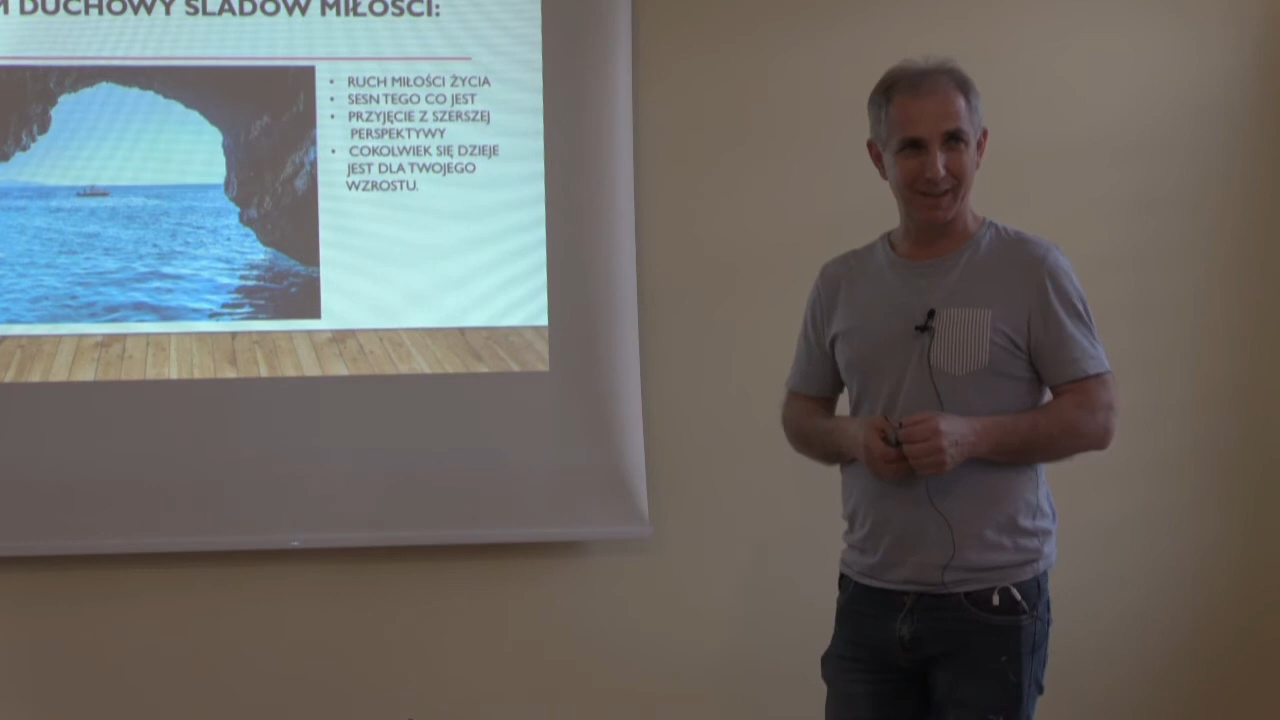 M DUCHOWY ŚLADÓW MIŁOŚCI:
• RUCH MIŁOŚCI ŻYCIA
• SESN TEGO CO JEST
• PRZYJĘCIE Z SZERSZEJ
PERSPEKTYWY
• COKOLWIEK SIĘ DZIEJE
JEST DLA TWOJEGO
WZROSTU.